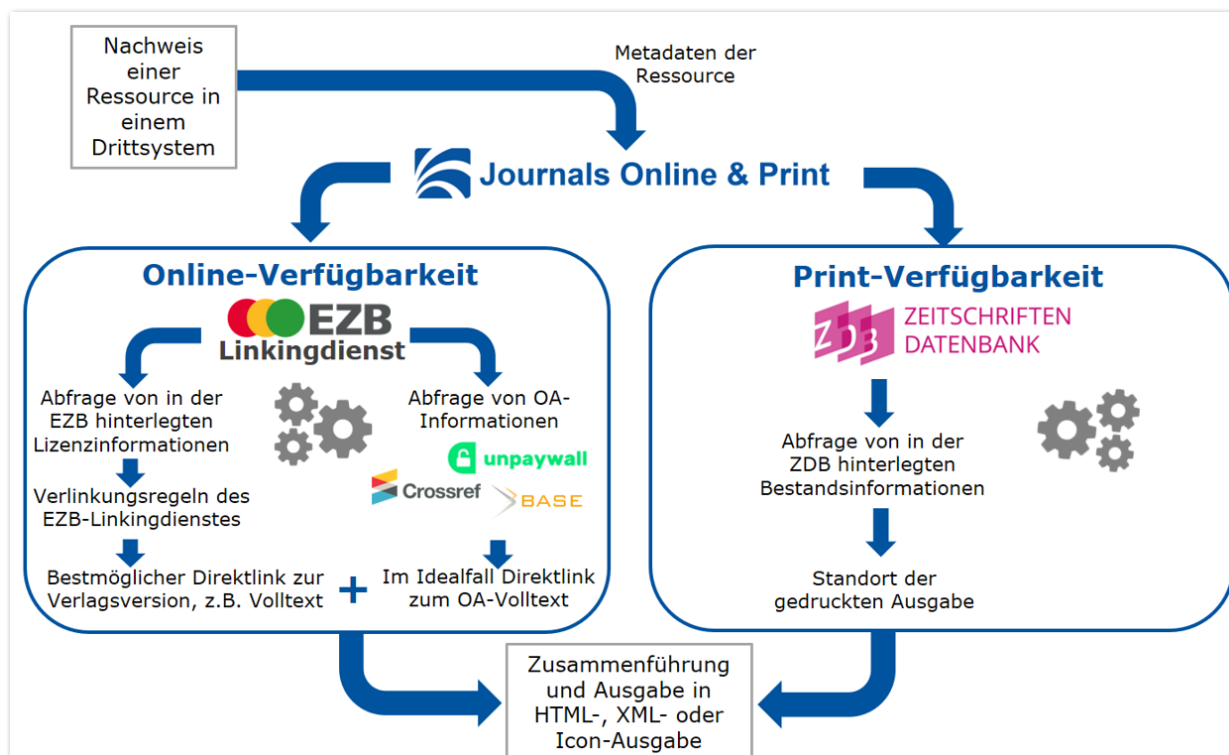 Nachweis
einer
Ressource in
einem
Drittsystem
Metadaten der
Ressource
Journals Online & Print
Online-Verfügbarkeit
EZB
Linkingdienst
Abfrage von in der
EZB hinterlegten
Lizenzinformationen
Verlinkungsregeln des
EZB-Linkingdienstes
Bestmöglicher Direktlink zur
Verlagsversion, z.B. Volltext
+
Abfrage von OA-
Informationen
unpaywall
Crossref
BASE
Im Idealfall Direktlink
zum OA-Volltext
Print-Verfügbarkeit
ZDB
ZEITSCHRIFTEN
DATENBANK
Abfrage von in der
ZDB hinterlegten
Bestandsinformationen
Standort der
gedruckten Ausgabe
Zusammenführung
und Ausgabe in
HTML-, XML- oder
Icon-Ausgabe